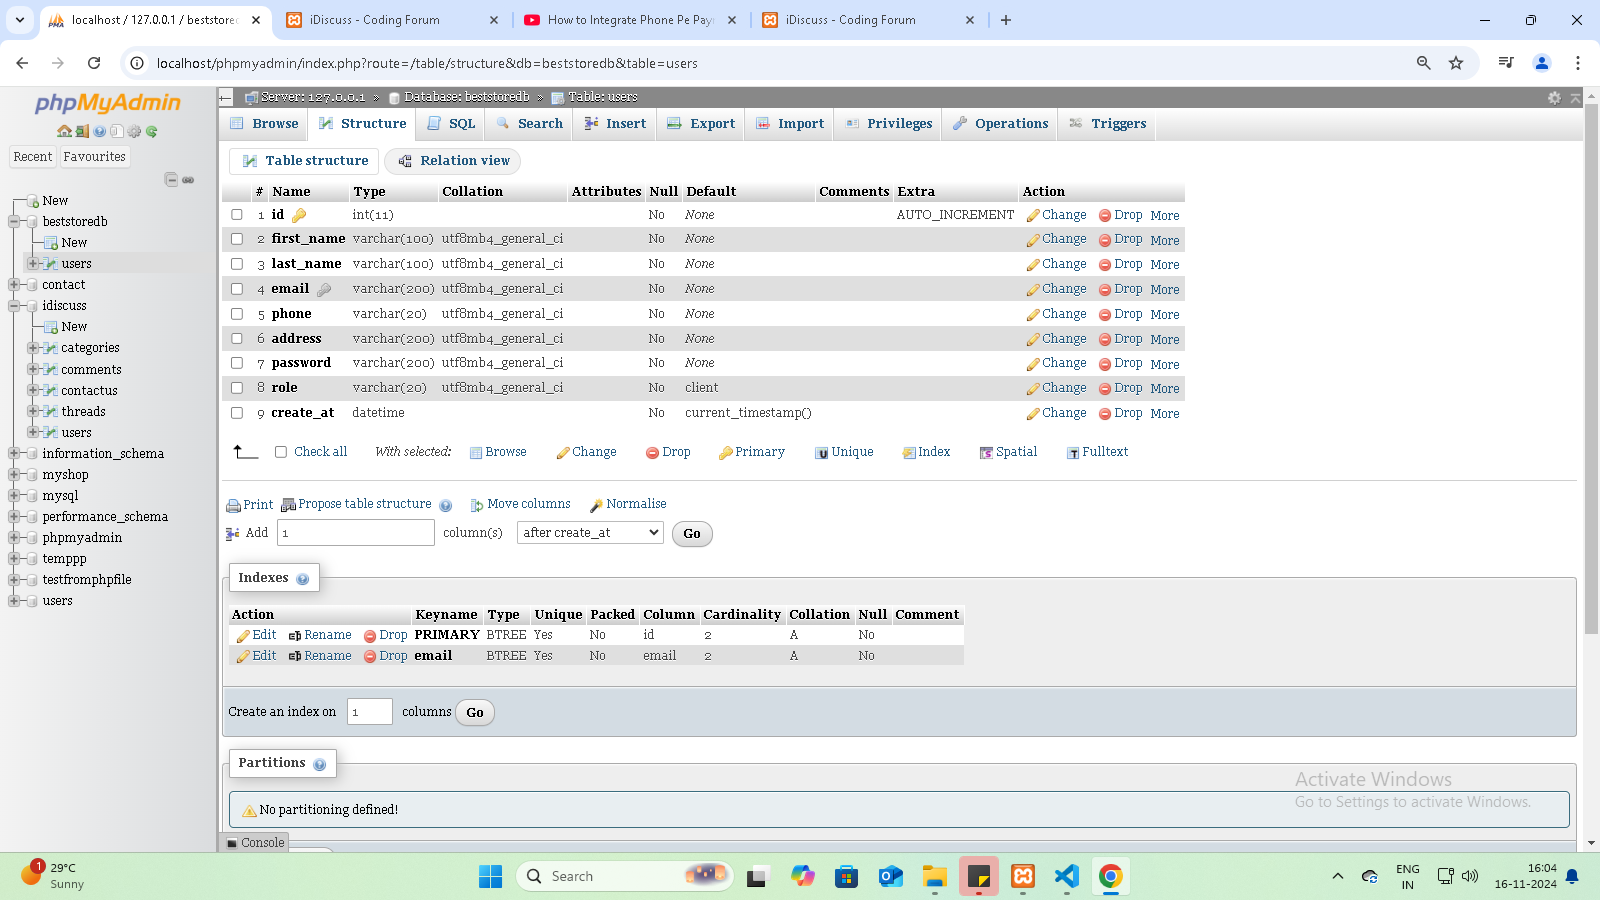 localhost / 127.0.0.1 / beststored
iDiscuss - Coding Forum
How to Integrate Phone Pe Pay
iDiscuss - Coding Forum
localhost/phpmyadmin/index.php?route=/table/structure&db=beststoredb&table=users
phpMyAdmin
Recent Favourites
New
beststoredb
New
users
contact
idiscuss
New
categories
comments
contactus
threads
users
information_schema
myshop
mysql
performance_schema
phpmyadmin
temppp
testfromphpfile
users
Server: 127.0.0.1 » Database: beststoredb » Table: users
Browse Structure SQL Search Insert Export Import Privileges Operations Triggers
Table structure Relation view
# Name Type Collation Attributes Null Default Comments Extra Action
1 id int(11) No None AUTO_INCREMENT Change Drop More
2 first_name varchar(100) utf8mb4_general_ci No None Change Drop More
3 last_name varchar(100) utf8mb4_general_ci No None Change Drop More
4 email varchar(200) utf8mb4_general_ci No None Change Drop More
5 phone varchar(20) utf8mb4_general_ci No None Change Drop More
6 address varchar(200) utf8mb4_general_ci No None Change Drop More
7 password varchar(200) utf8mb4_general_ci No None Change Drop More
8 role varchar(20) utf8mb4_general_ci No client Change Drop More
9 create_at datetime No current_timestamp() Change Drop More
Check all With selected: Browse Change Drop Primary Unique Index Spatial Fulltext
Print Propose table structure Move columns Normalise
Add 1 column(s) after create_at Go
Indexes
Action Keyname Type Unique Packed Column Cardinality Collation Null Comment
Edit Rename Drop PRIMARY BTREE Yes No id 2 A No
Edit Rename Drop email BTREE Yes No email 2 A No
Create an index on 1 columns Go
Partitions
No partitioning defined!
Activate Windows
Go to Settings to activate Windows.
Console
1
29°C
Sunny
Search
ENG
IN
16:04
16-11-2024